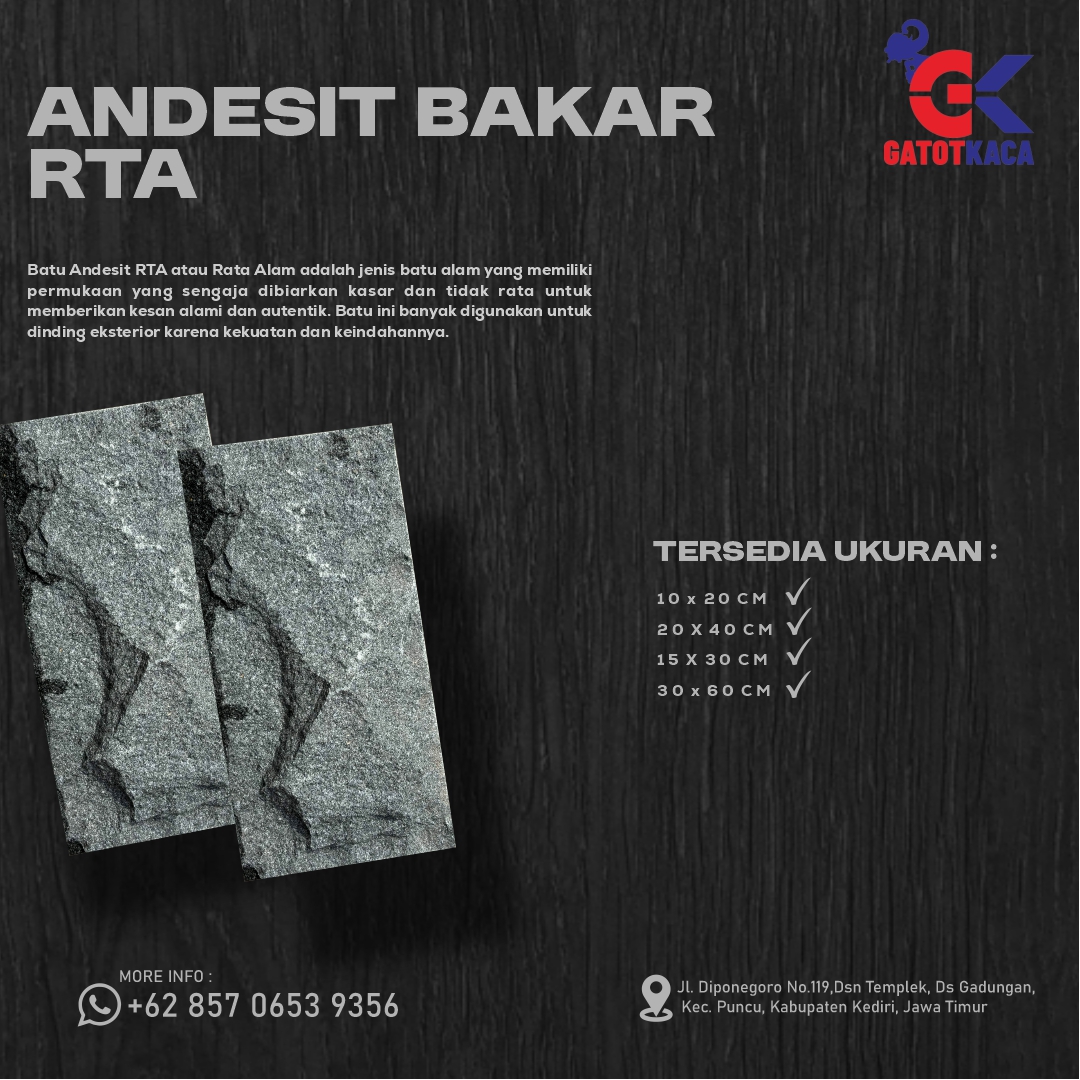 GATOTKACA
ANDESIT BAKAR
RTA
Batu Andesit RTA atau Rata Alam adalah jenis batu alam yang memiliki
permukaan yang sengaja dibiarkan kasar dan tidak rata untuk
memberikan kesan alami dan autentik. Batu ini banyak digunakan untuk
dinding eksterior karena kekuatan dan keindahannya.
TERSEDIA UKURAN :
10 x 20 CM ✓
20 X 40 CM ✓
15 X 30 CM ✓
30 x 60 CM ✓
MORE INFO :
+62 857 0653 9356
Jl. Diponegoro No.119,Dsn Templek, Ds Gadungan,
Kec. Puncu, Kabupaten Kediri, Jawa Timur